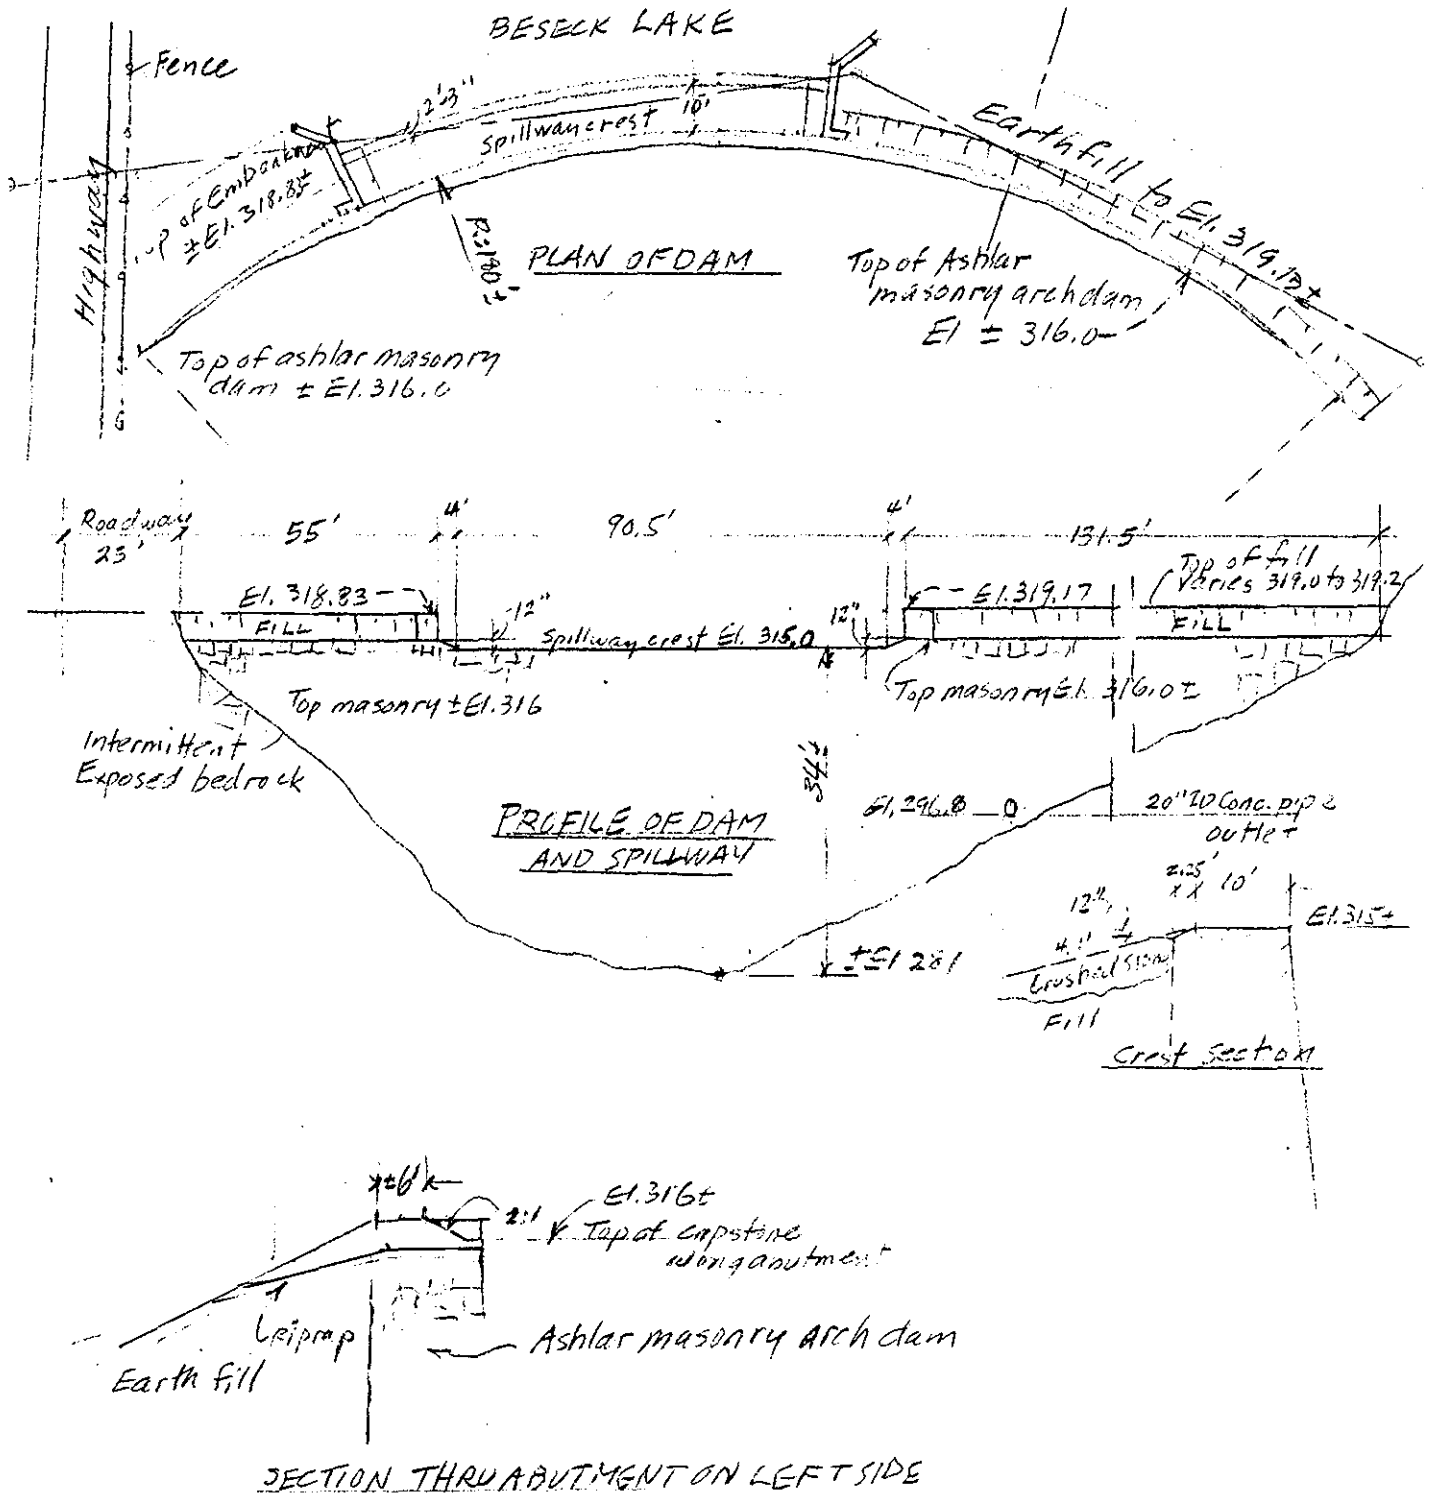 BESECK LAKE
Fence
2'3"
10'
Spillway crest
Highway
of Embankmen
± El. 318.83±
Earth fill to El. 319.17±
PLAN OF DAM
Top of Ashlar
masonry arch dam
El ± 316.0
Top of ashlar masonry
dam ± El. 316.0
Roadway
23'
55'
4'
90.5'
4'
131.5'
El. 318.83
FILL
12"
Spillway crest El. 315.0
12"
El. 319.17
Top of fill
Varies 319.0 to 319.2
FILL
Top masonry ± El. 316
Top masonry El. 316.0 ±
Intermittent
Exposed bedrock
34'±
PROFILE OF DAM
AND SPILLWAY
El. 296.8
20" ID Conc. pipe
outlet
± El 281
2.25'
10'
12"
El. 315±
4:1
Crushed Stone
Fill
Crest Section
±6'
2:1
El. 316±
Top of capstone
along abutment
Riprap
Earth fill
Ashlar masonry arch dam
SECTION THRU ABUTMENT ON LEFT SIDE